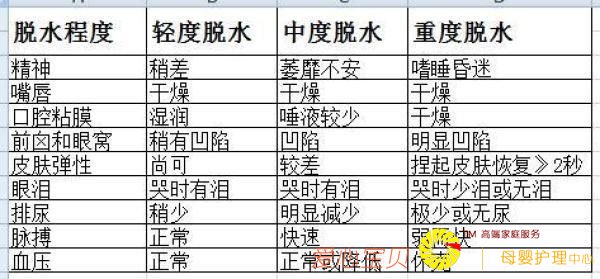 脱水程度 轻度脱水 中度脱水 重度脱水
精神 稍差 萎靡不安 嗜睡昏迷
嘴唇 干燥 干燥 干燥
口腔粘膜 湿润 唾液较少 干燥
前囟和眼窝 稍有凹陷 凹陷 明显凹陷
皮肤弹性 尚可 较差 捏起皮肤恢复》2秒
眼泪 哭时有泪 哭时有泪 哭时少泪或无泪
排尿 稍少 明显减少 极少或无尿
脉搏 正常 快速 弱 快
血压 正常 正常或降低
TM 高端家庭服务
母婴护理中心